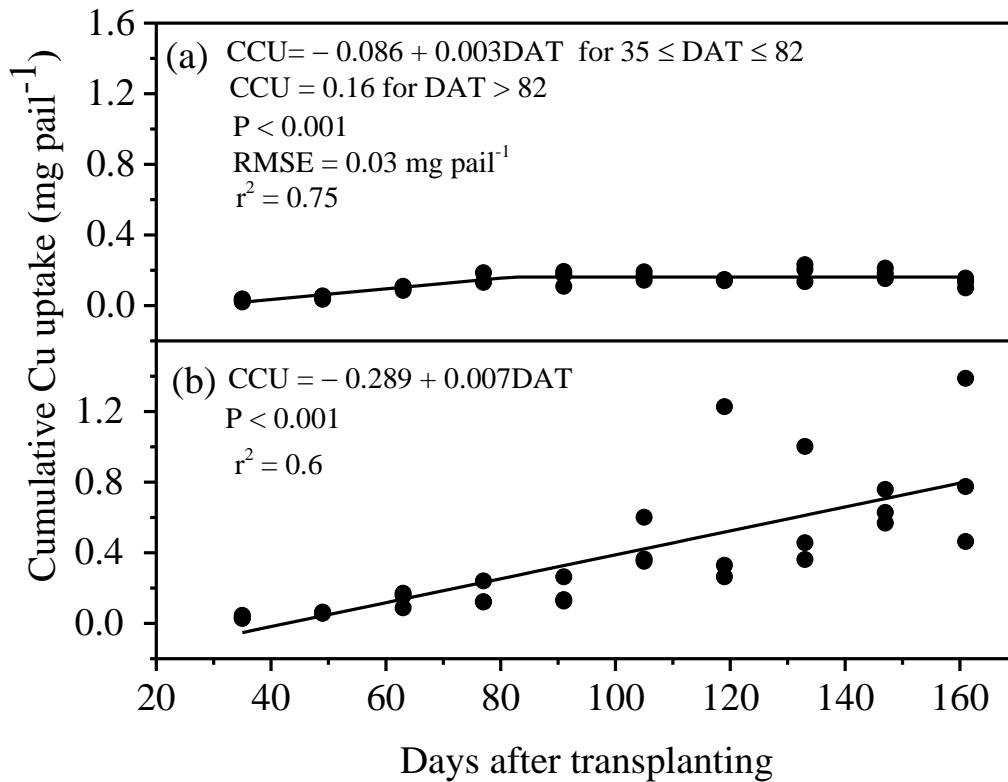 Cumulative Cu uptake (mg pail⁻¹)
1.6
1.2
0.8
0.4
0.0
(a) CCU= − 0.086 + 0.003DAT for 35 ≤ DAT ≤ 82
CCU = 0.16 for DAT > 82
P < 0.001
RMSE = 0.03 mg pail⁻¹
r² = 0.75
1.2
0.8
0.4
0.0
(b) CCU = − 0.289 + 0.007DAT
P < 0.001
r² = 0.6
20 40 60 80 100 120 140 160
Days after transplanting